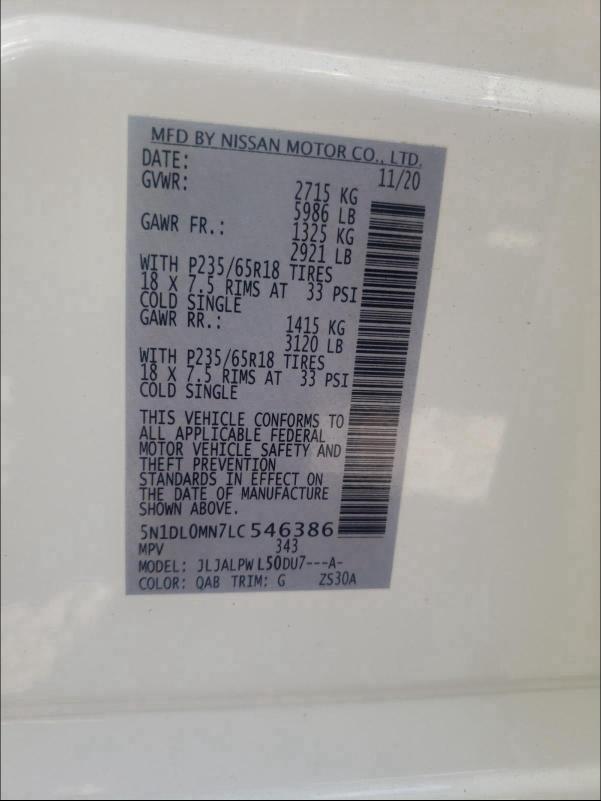 MFD BY NISSAN MOTOR CO., LTD.
DATE: 11/20
GVWR: 2715 KG
5986 LB
GAWR FR.: 1325 KG
2921 LB
WITH P235/65R18 TIRES
18 X 7.5 RIMS AT 33 PSI
COLD SINGLE
GAWR RR.: 1415 KG
3120 LB
WITH P235/65R18 TIRES
18 X 7.5 RIMS AT 33 PSI
COLD SINGLE
THIS VEHICLE CONFORMS TO
ALL APPLICABLE FEDERAL
MOTOR VEHICLE SAFETY AND
THEFT PREVENTION
STANDARDS IN EFFECT ON
THE DATE OF MANUFACTURE
SHOWN ABOVE.
5N1DL0MN7LC546386
MPV 343
MODEL: JLJALPW L50DU7---A-
COLOR: QAB TRIM: G ZS30A